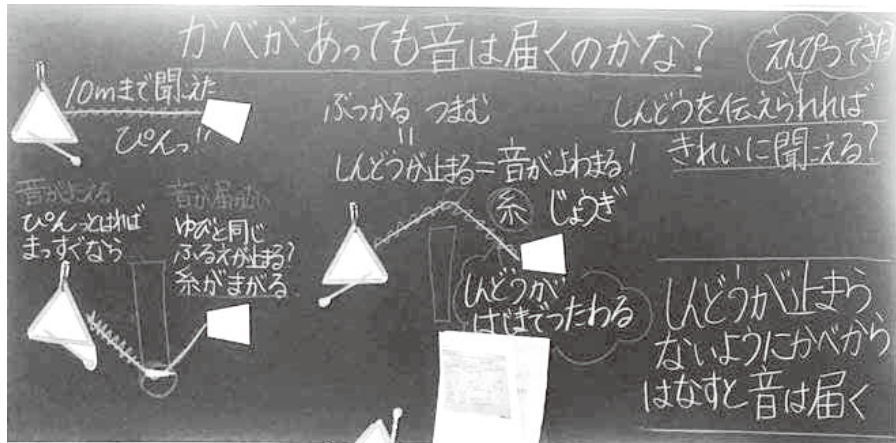 かべがあっても音は届くのかな?
10mまで聞えた
ぴんっ!!
音がきこえる
ぴんっとはれば
まっすぐなら
音が届かない
ゆびと同じ
ふるえが止まる?
糸がまがる
ぶつかる つまむ
=
しんどうが止まる=音がよわまる!
糸 じょうぎ
しんどうが
はじまでつたわる
えんぴつできた
しんどうを伝えられれば
きれいに聞える?
しんどうが止まら
ないようにかべから
はなすと音は届く